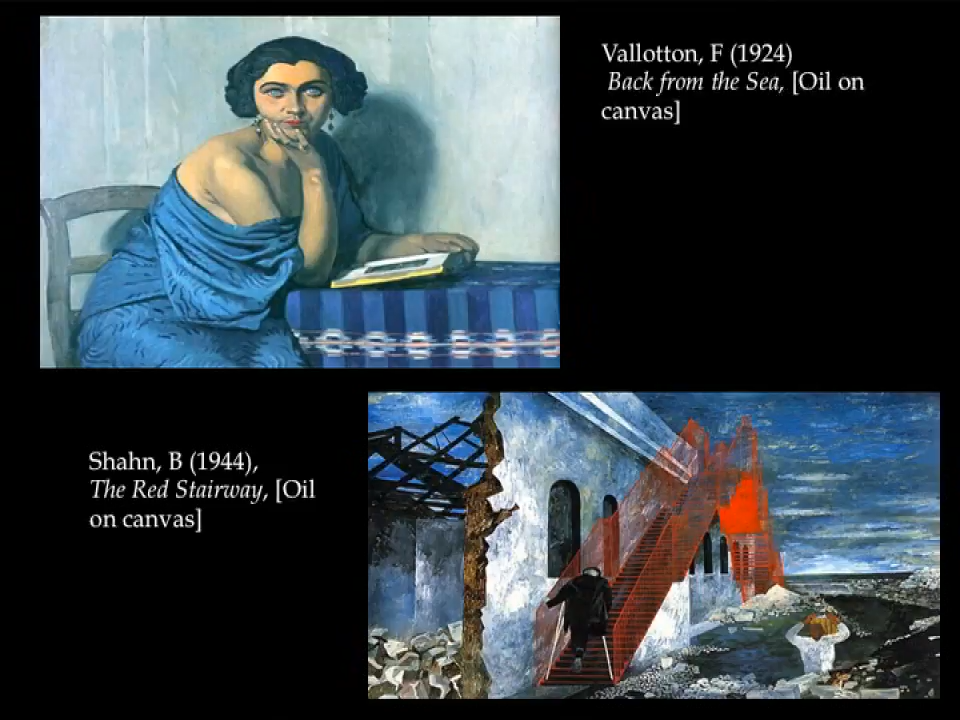 Vallotton, F (1924)
Back from the Sea, [Oil on
canvas]
Shahn, B (1944),
The Red Stairway, [Oil
on canvas]